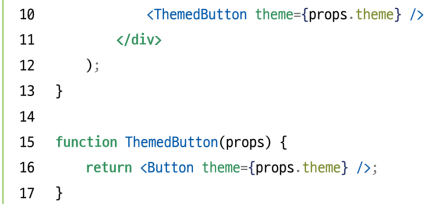 10 <ThemedButton theme={props.theme} />
11 </div>
12 );
13 }
14
15 function ThemedButton(props) {
16 return <Button theme={props.theme} />;
17 }